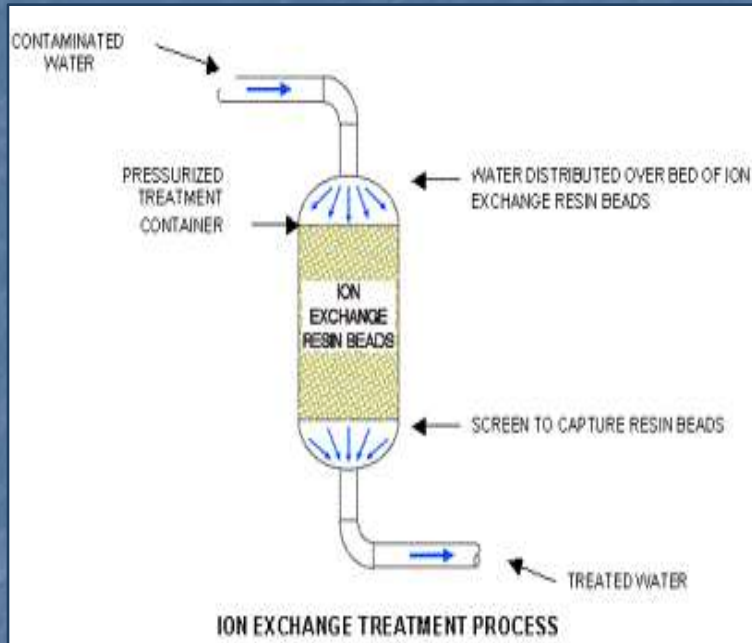 CONTAMINATED
WATER
PRESSURIZED
TREATMENT
CONTAINER
WATER DISTRIBUTED OVER BED OF ION
EXCHANGE RESIN BEADS
ION
EXCHANGE
RESIN BEADS
SCREEN TO CAPTURE RESIN BEADS
TREATED WATER
ION EXCHANGE TREATMENT PROCESS